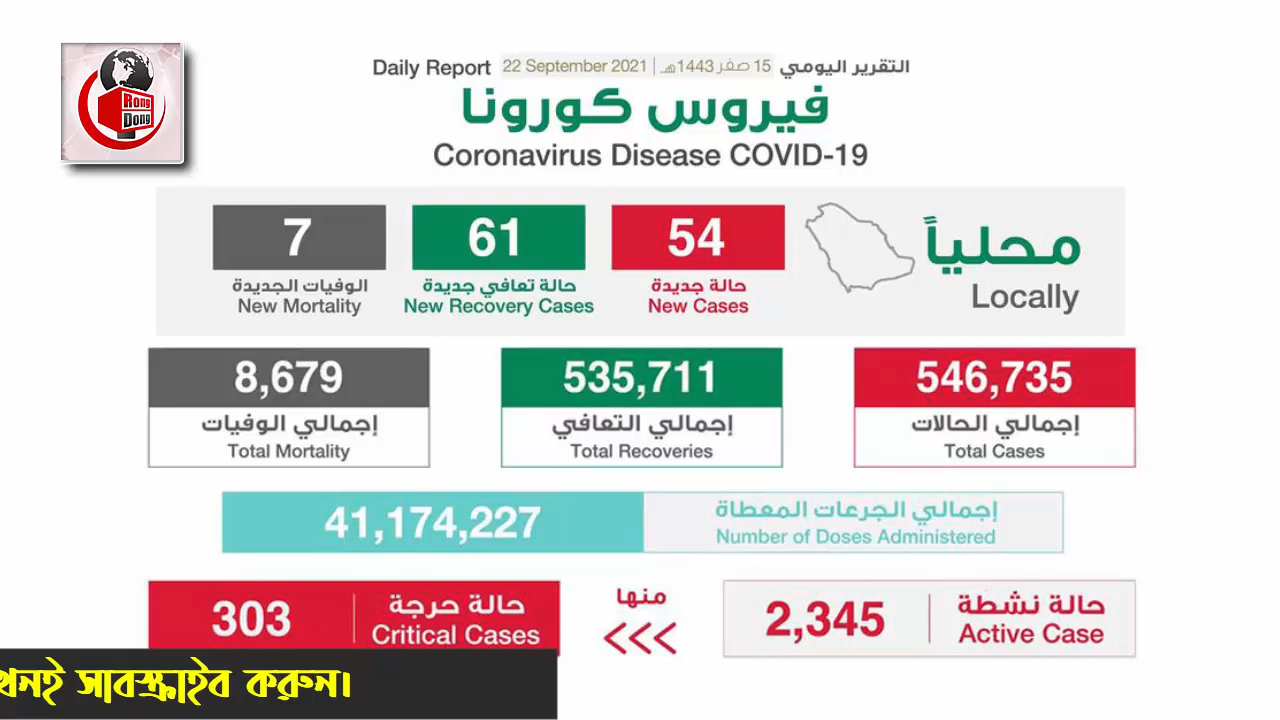 Rong
Dong
Daily Report 22 September 2021 | 15 صفر 1443هـ التقرير اليومي
فيروس كورونا
Coronavirus Disease COVID-19
7 61 54
محلياً
الوفيات الجديدة حالة تعافي جديدة حالة جديدة
New Mortality New Recovery Cases New Cases
Locally
8,679 535,711 546,735
إجمالي الوفيات إجمالي التعافي إجمالي الحالات
Total Mortality Total Recoveries Total Cases
41,174,227
إجمالي الجرعات المعطاة
Number of Doses Administered
303
حالة حرجة
Critical Cases
منها
2,345
حالة نشطة
Active Case
সাবস্ক্রাইব করুন।